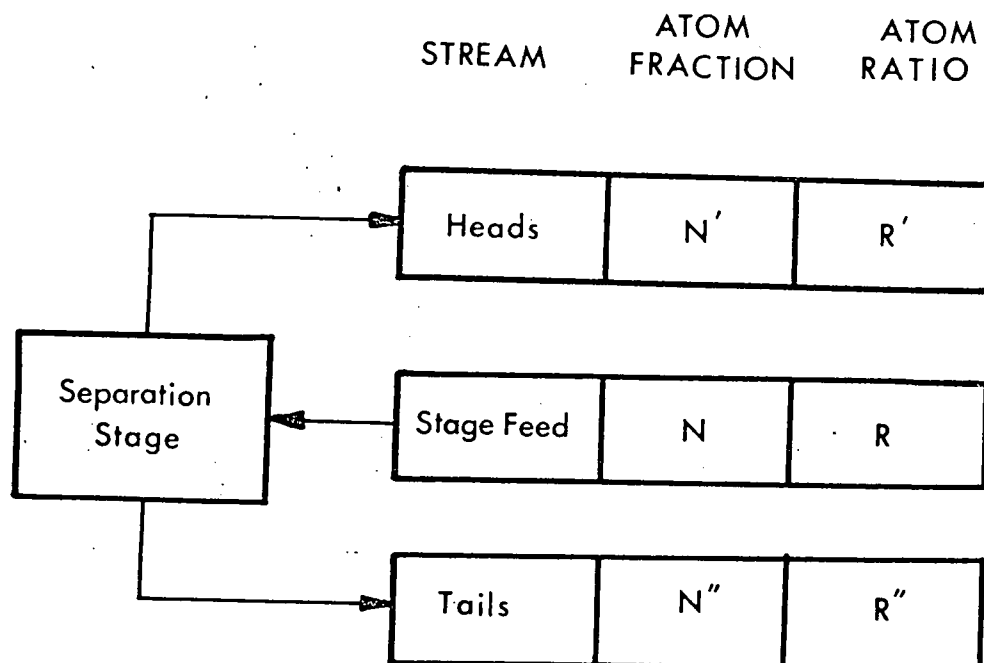 STREAM ATOM FRACTION ATOM RATIO
Heads N′ R′
Separation Stage
Stage Feed N R
Tails N″ R″